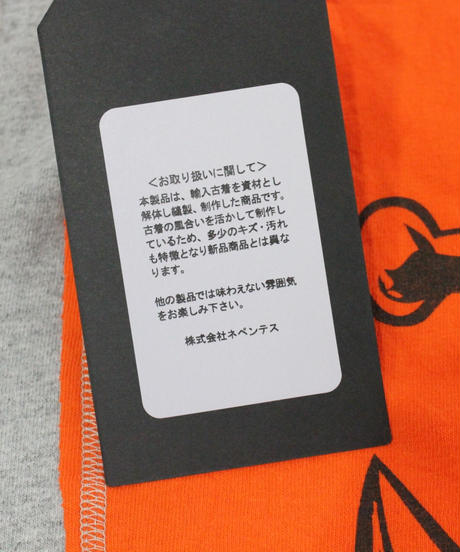 ＜お取り扱いに関して＞
本製品は、輸入古着を資材とし
解体し縫製、制作した商品です。
古着の風合いを活かして制作し
ているため、多少のキズ・汚れ
も特徴となり新品商品とは異な
ります。
他の製品では味わえない雰囲気
をお楽しみ下さい。
株式会社ネペンテス